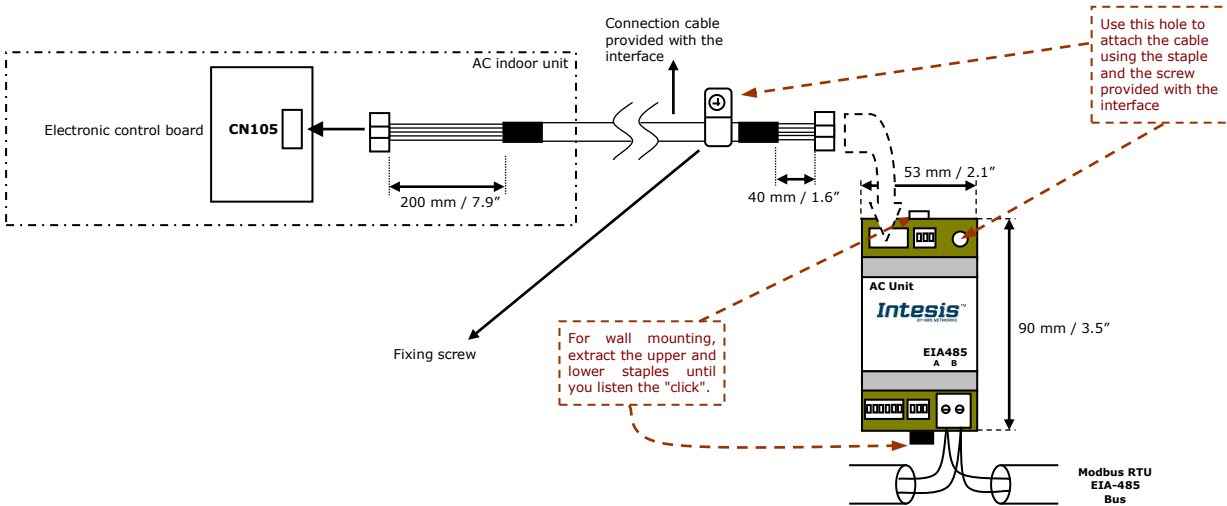 Connection cable
provided with the
interface
Use this hole to
attach the cable
using the staple
and the screw
provided with the
interface
AC indoor unit
Electronic control board
CN105
200 mm / 7.9”
40 mm / 1.6”
53 mm / 2.1”
AC Unit
Intesis™
BY HMS NETWORKS
EIA485
A B
90 mm / 3.5”
Fixing screw
For wall mounting,
extract the upper and
lower staples until
you listen the "click".
Modbus RTU
EIA-485
Bus